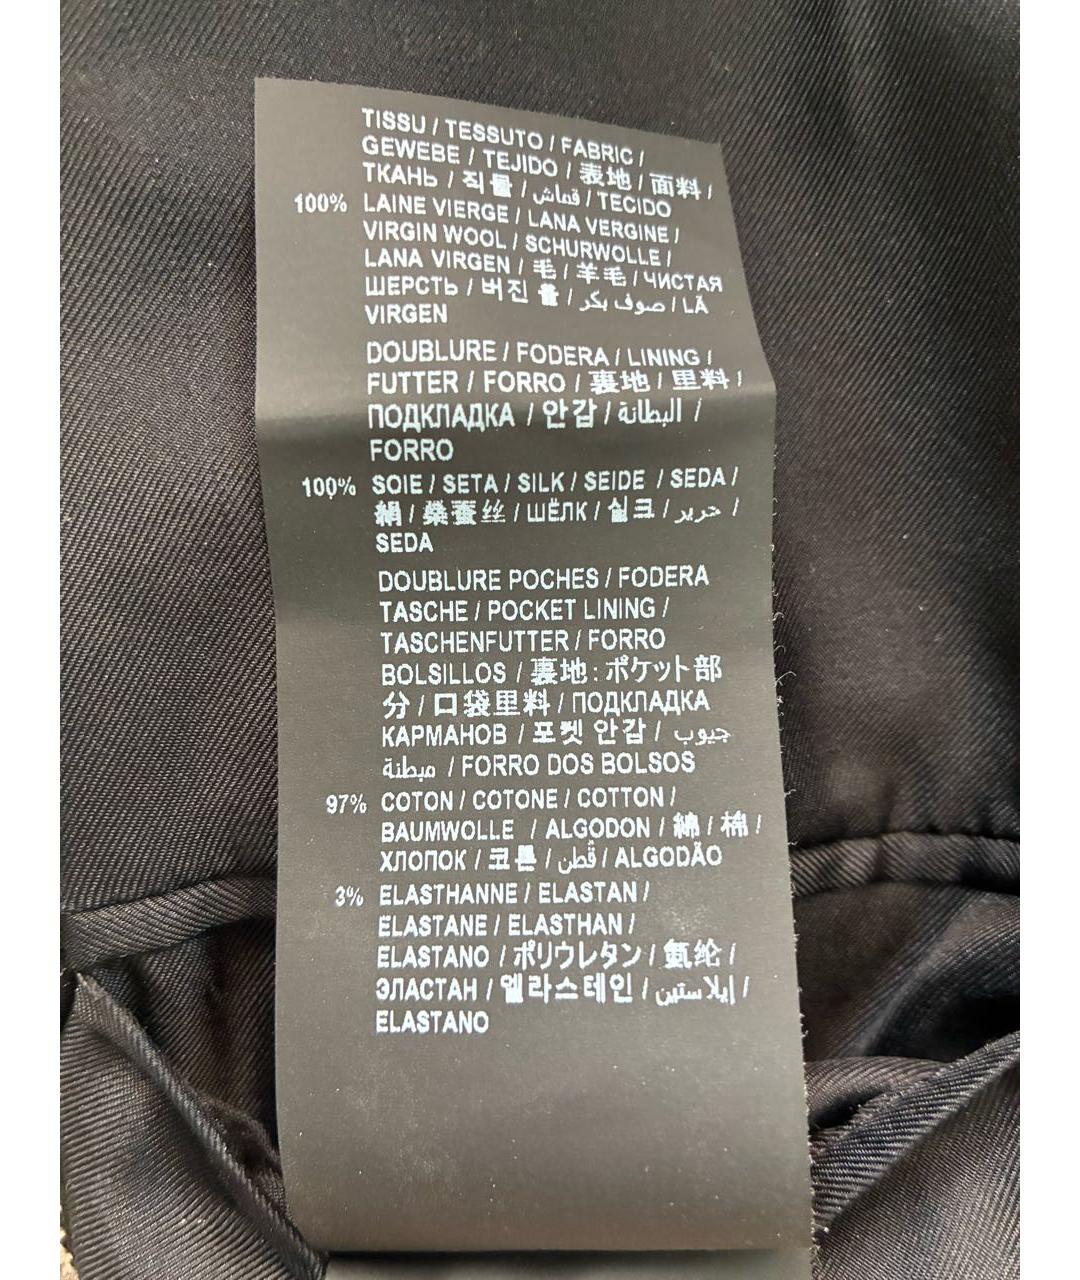 TISSU / TESSUTO / FABRIC /
GEWEBE / TEJIDO / 表地 / 面料 /
ТКАНЬ / 직물 / قماش / TECIDO
100% LAINE VIERGE / LANA VERGINE /
VIRGIN WOOL / SCHURWOLLE /
LANA VIRGEN / 毛 / 羊毛 / ЧИСТАЯ
ШЕРСТЬ / 버진 울 / صوف بكر / LÃ
VIRGEN
DOUBLURE / FODERA / LINING /
FUTTER / FORRO / 裏地 / 里料 /
ПОДКЛАДКА / 안감 / البطانة /
FORRO
100% SOIE / SETA / SILK / SEIDE / SEDA /
絹 / 桑蚕丝 / ШЁЛК / 실크 / حرير /
SEDA
DOUBLURE POCHES / FODERA
TASCHE / POCKET LINING /
TASCHENFUTTER / FORRO
BOLSILLOS / 裏地:ポケット部
分 / 口袋里料 / ПОДКЛАДКА
КАРМАНОВ / 포켓 안감 / جيوب
مبطنة / FORRO DOS BOLSOS
97% COTON / COTONE / COTTON /
BAUMWOLLE / ALGODON / 綿 / 棉 /
ХЛОПОК / 코튼 / قطن / ALGODÃO
3% ELASTHANNE / ELASTAN /
ELASTANE / ELASTHAN /
ELASTANO / ポリウレタン / 氨纶 /
ЭЛАСТАН / 엘라스테인 / إيلاستين /
ELASTANO